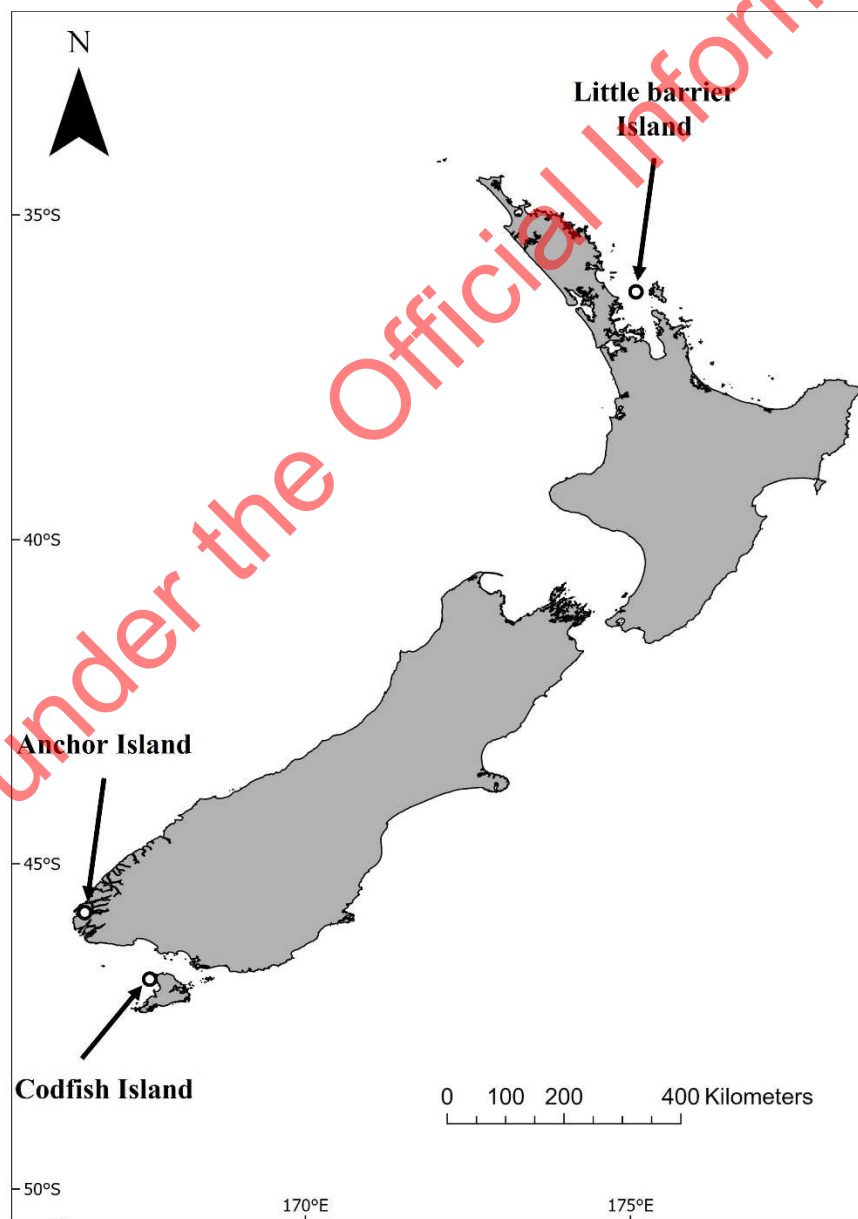 N
Little barrier
Island
35°S
40°S
Anchor Island
45°S
Codfish Island
0 100 200 400 Kilometers
50°S
170°E 175°E
under the Official Inform